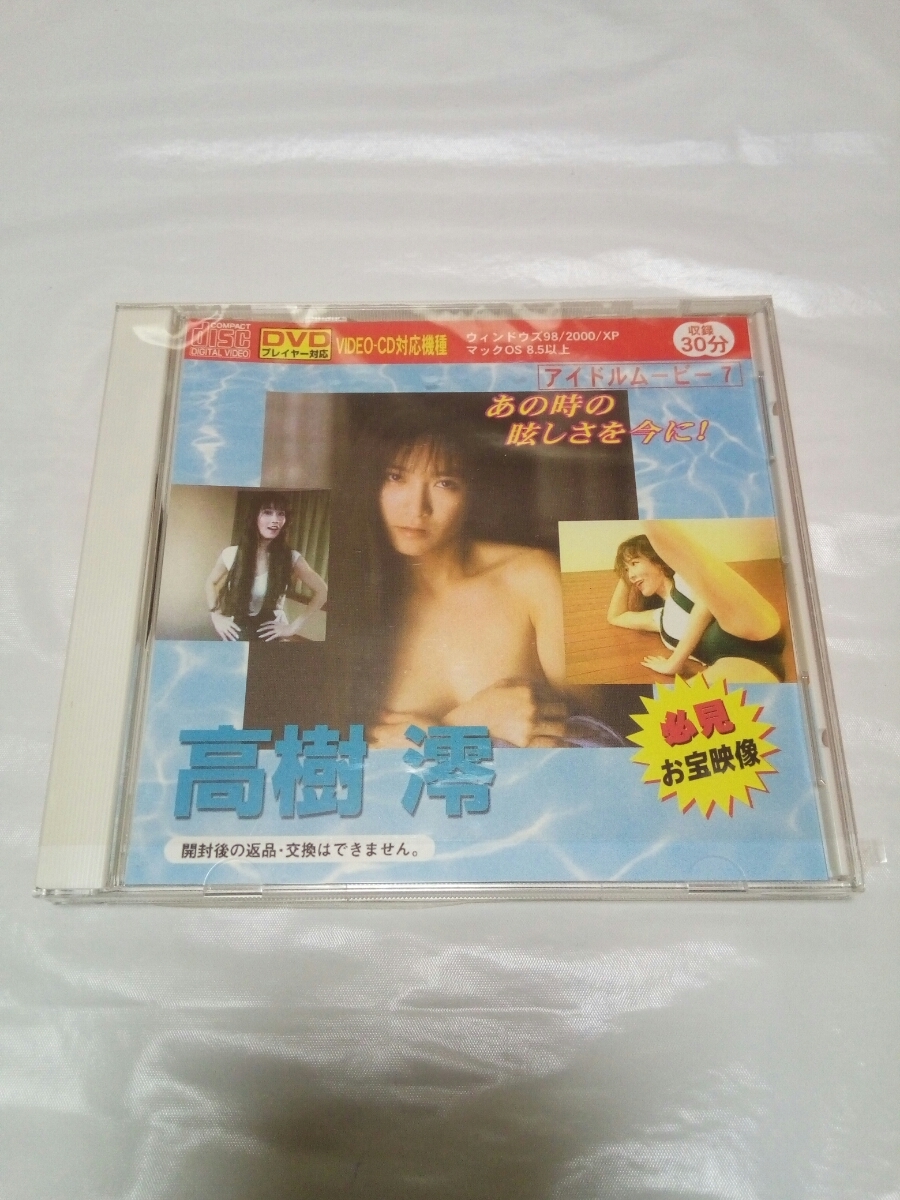 COMPACT
disc
DIGITAL VIDEO
DVD
プレイヤー対応
VIDEO-CD対応機種
ウィンドウズ98/2000/XP
マックOS 8.5以上
収録
30分
アイドルムービー 7
あの時の
眩しさを今に!
高樹 澪
必見
お宝映像
開封後の返品・交換はできません。